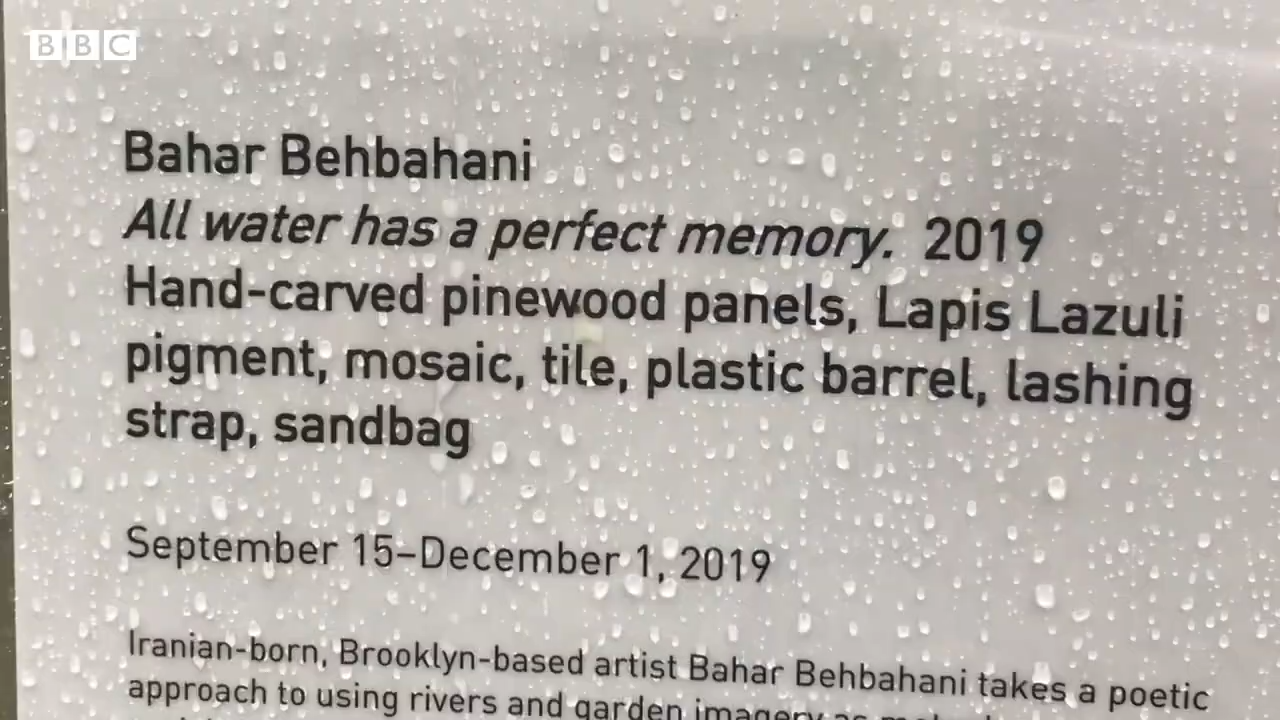 BBC
Bahar Behbahani
All water has a perfect memory. 2019
Hand-carved pinewood panels, Lapis Lazuli
pigment, mosaic, tile, plastic barrel, lashing
strap, sandbag
September 15–December 1, 2019
Iranian-born, Brooklyn-based artist Bahar Behbahani takes a poetic
approach to using rivers and garden imagery as